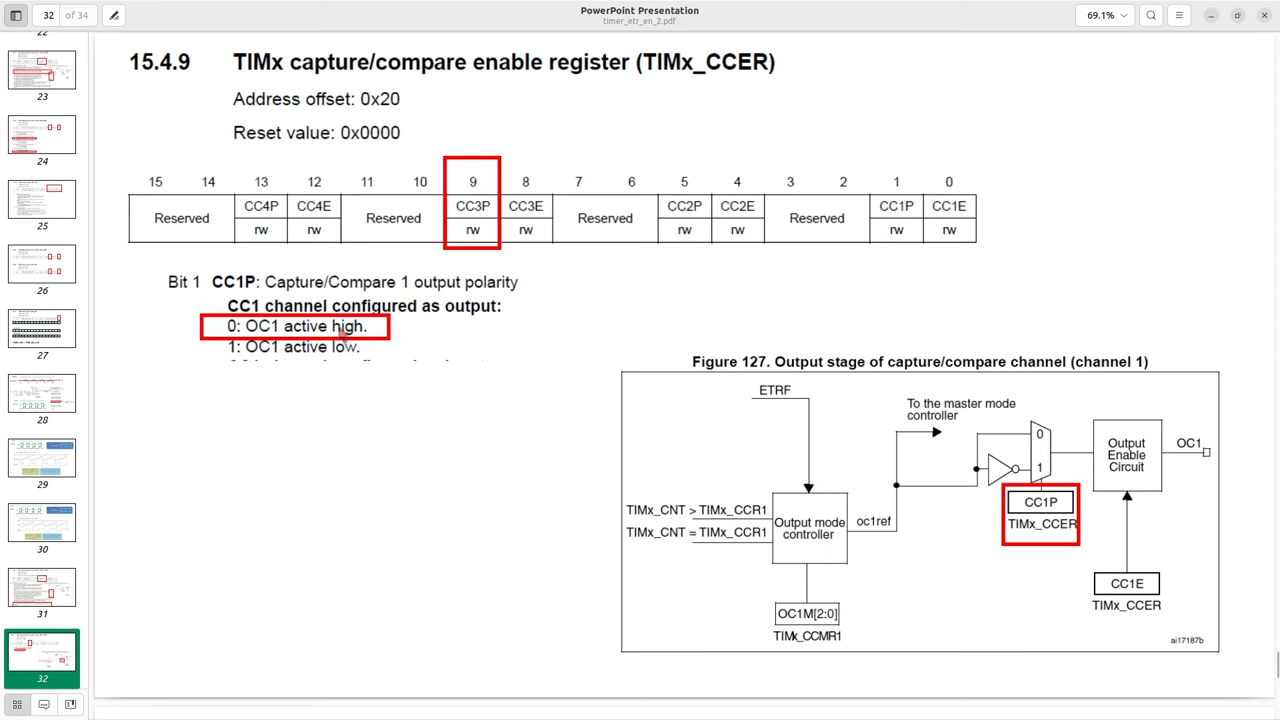 PowerPoint Presentation
timer_etr_en_2.pdf
32 of 34
69.1%
22
23
24
25
26
27
28
29
30
31
32
15.4.9 TIMx capture/compare enable register (TIMx_CCER)
Address offset: 0x20
Reset value: 0x0000
15 14 13 12 11 10 9 8 7 6 5 4 3 2 1 0
Reserved CC4P CC4E Reserved CC3P CC3E Reserved CC2P CC2E Reserved CC1P CC1E
rw rw rw rw rw rw rw rw
Bit 1 CC1P: Capture/Compare 1 output polarity
CC1 channel configured as output:
0: OC1 active high.
1: OC1 active low.
Figure 127. Output stage of capture/compare channel (channel 1)
ETRF
To the master mode
controller
0
1
Output
Enable
Circuit
OC1
CC1P
TIMx_CCER
TIMx_CNT > TIMx_CCR1
TIMx_CNT = TIMx_CCR1
Output mode
controller
oc1ref
CC1E
TIMx_CCER
OC1M[2:0]
TIMx_CCMR1
ai17187b